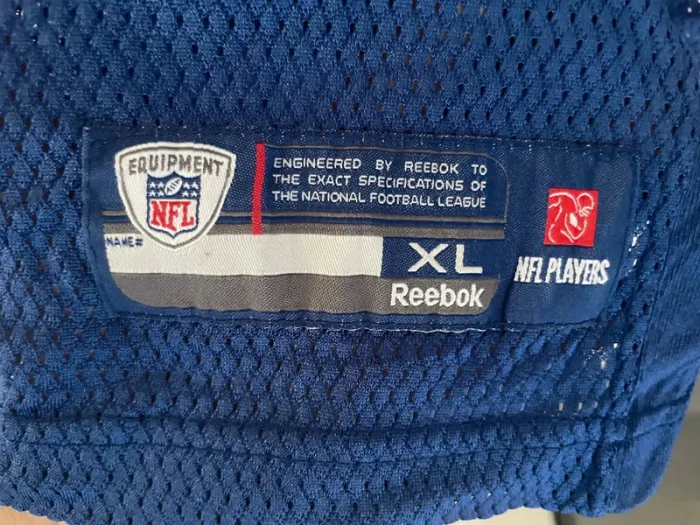 EQUIPMENT
NFL
ENGINEERED BY REEBOK TO
THE EXACT SPECIFICATIONS OF
THE NATIONAL FOOTBALL LEAGUE
NAME#
XL
Reebok
NFL PLAYERS